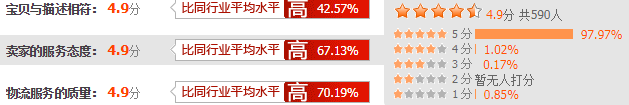 宝贝与描述相符： 4.9分 比同行业平均水平 高 42.57%
卖家的服务态度： 4.9分 比同行业平均水平 高 67.13%
物流服务的质量： 4.9分 比同行业平均水平 高 70.19%
4.9分 共590人
5 分 97.97%
4 分 1.02%
3 分 0.17%
2 分 暂无人打分
1 分 0.85%